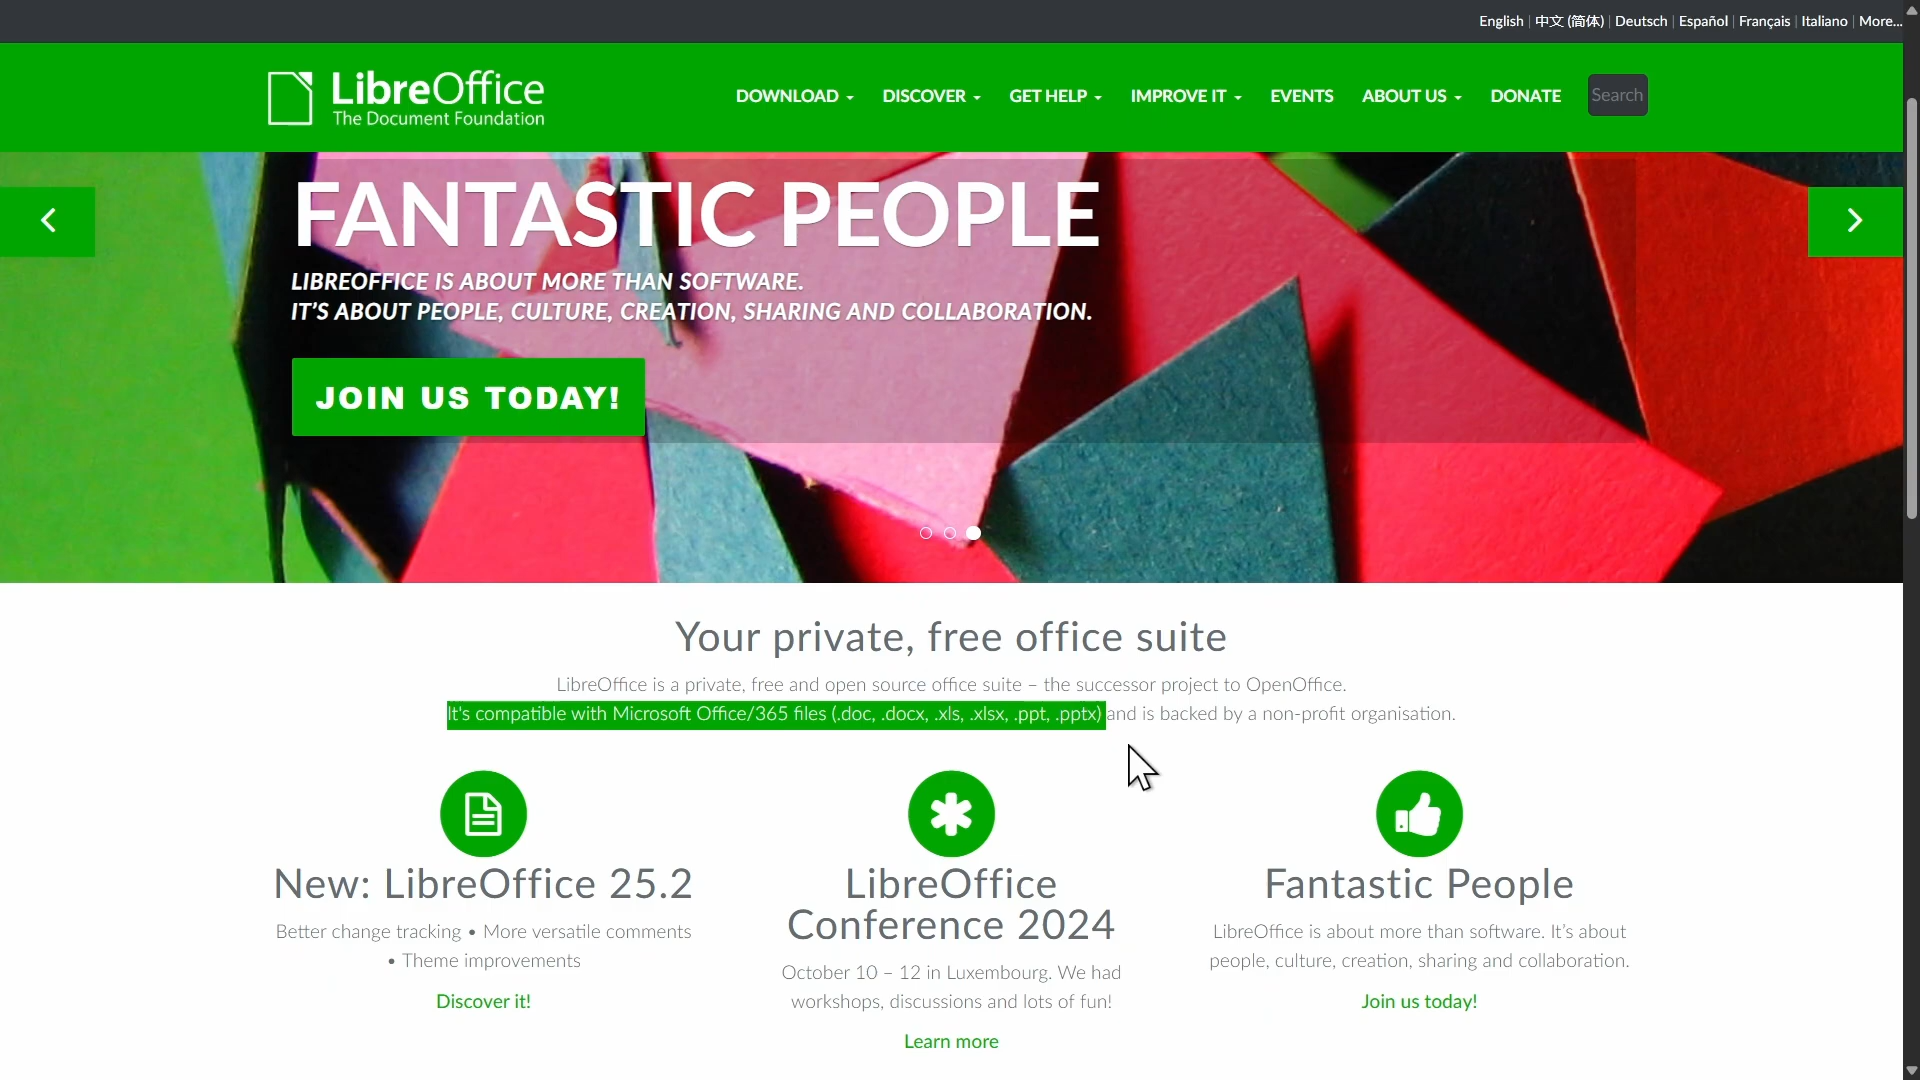 English | 中文 (简体) | Deutsch | Español | Français | Italiano | More...
LibreOffice
The Document Foundation
DOWNLOAD DISCOVER GET HELP IMPROVE IT EVENTS ABOUT US DONATE Search
FANTASTIC PEOPLE
LIBREOFFICE IS ABOUT MORE THAN SOFTWARE.
IT'S ABOUT PEOPLE, CULTURE, CREATION, SHARING AND COLLABORATION.
JOIN US TODAY!
Your private, free office suite
LibreOffice is a private, free and open source office suite – the successor project to OpenOffice.
It's compatible with Microsoft Office/365 files (.doc, .docx, .xls, .xlsx, .ppt, .pptx) and is backed by a non-profit organisation.
New: LibreOffice 25.2
Better change tracking • More versatile comments
• Theme improvements
Discover it!
LibreOffice
Conference 2024
October 10 – 12 in Luxembourg. We had
workshops, discussions and lots of fun!
Learn more
Fantastic People
LibreOffice is about more than software. It's about
people, culture, creation, sharing and collaboration.
Join us today!